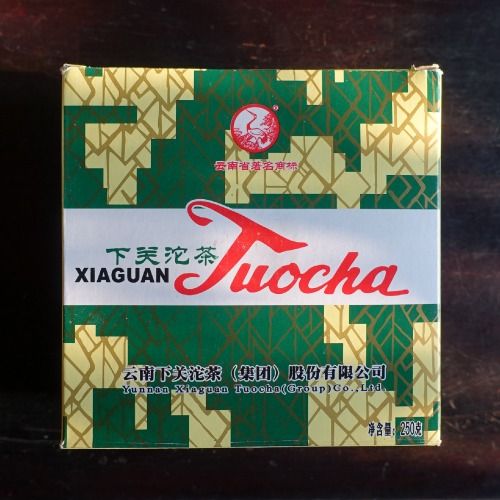 ®
云南省著名商标
下关沱茶
XIAGUAN Tuocha
云南下关沱茶（集团）股份有限公司
Yunnan Xiaguan Tuocha(Group)Co.,Ltd.
净含量：250克